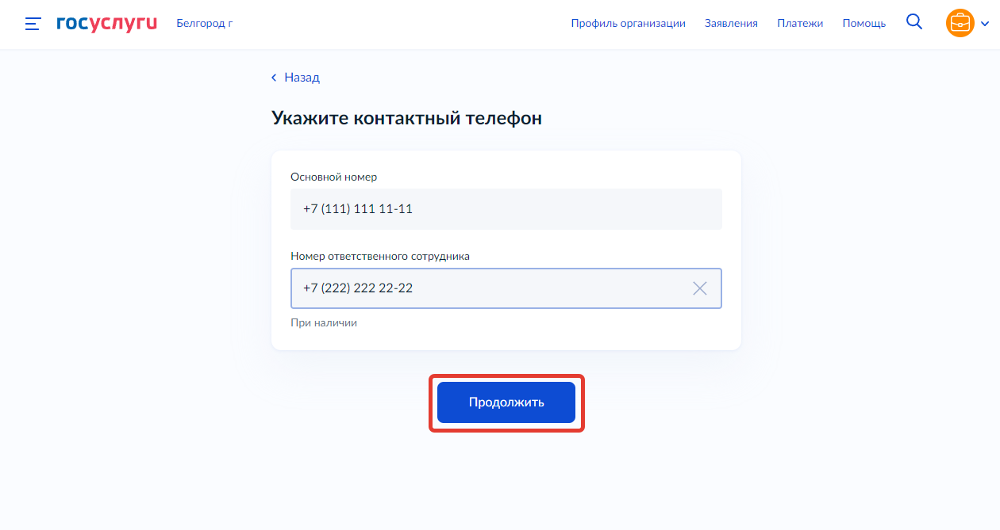 госуслуги
Белгород г
Профиль организации
Заявления
Платежи
Помощь
Назад
Укажите контактный телефон
Основной номер
+7 (111) 111 11-11
Номер ответственного сотрудника
+7 (222) 222 22-22
При наличии
Продолжить